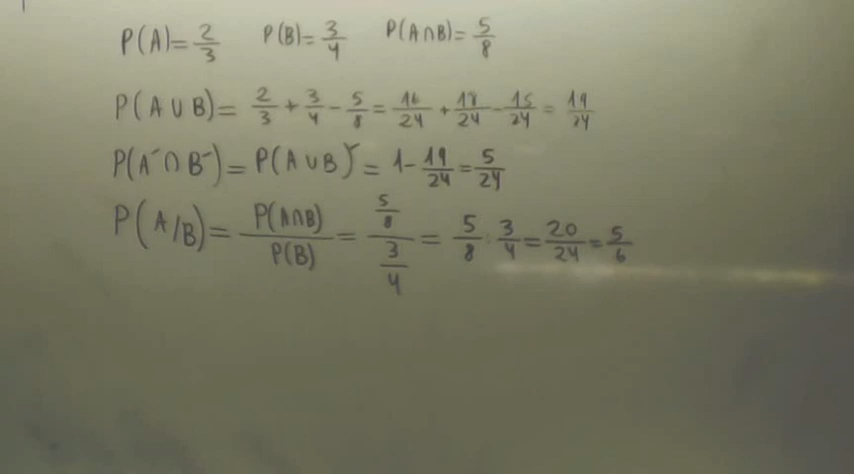 P(A)= 2/3 P(B)= 3/4 P(A∩B)= 5/8
P(A∪B)= 2/3 + 3/4 - 5/8 = 16/24 + 18/24 - 15/24 = 19/24
P(A⁻∩B⁻)= P(A∪B)⁻ = 1- 19/24 = 5/24
P(A/B)= P(A∩B)/P(B) = 5/8 / 3/4 = 5/8 : 3/4 = 20/24 = 5/6